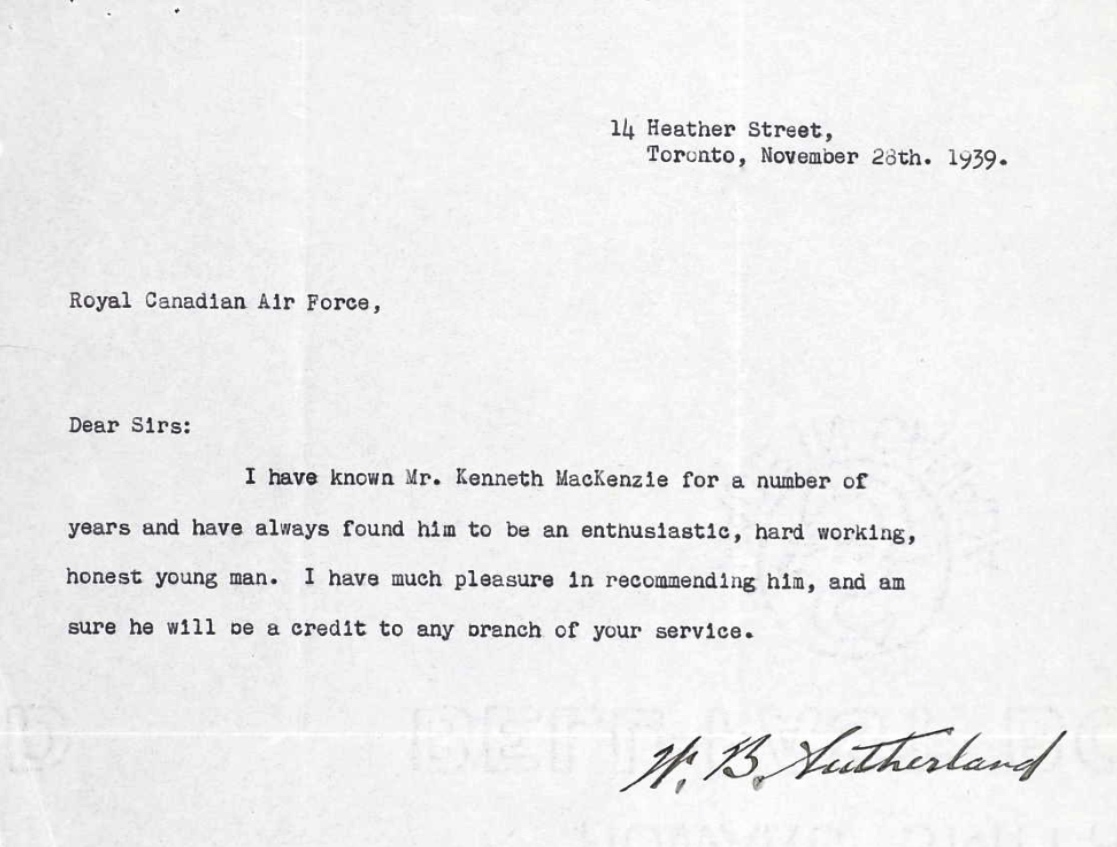 14 Heather Street,
Toronto, November 28th. 1939.
Royal Canadian Air Force,
Dear Sirs:
I have known Mr. Kenneth MacKenzie for a number of
years and have always found him to be an enthusiastic, hard working,
honest young man. I have much pleasure in recommending him, and am
sure he will be a credit to any branch of your service.
W. B. Sutherland